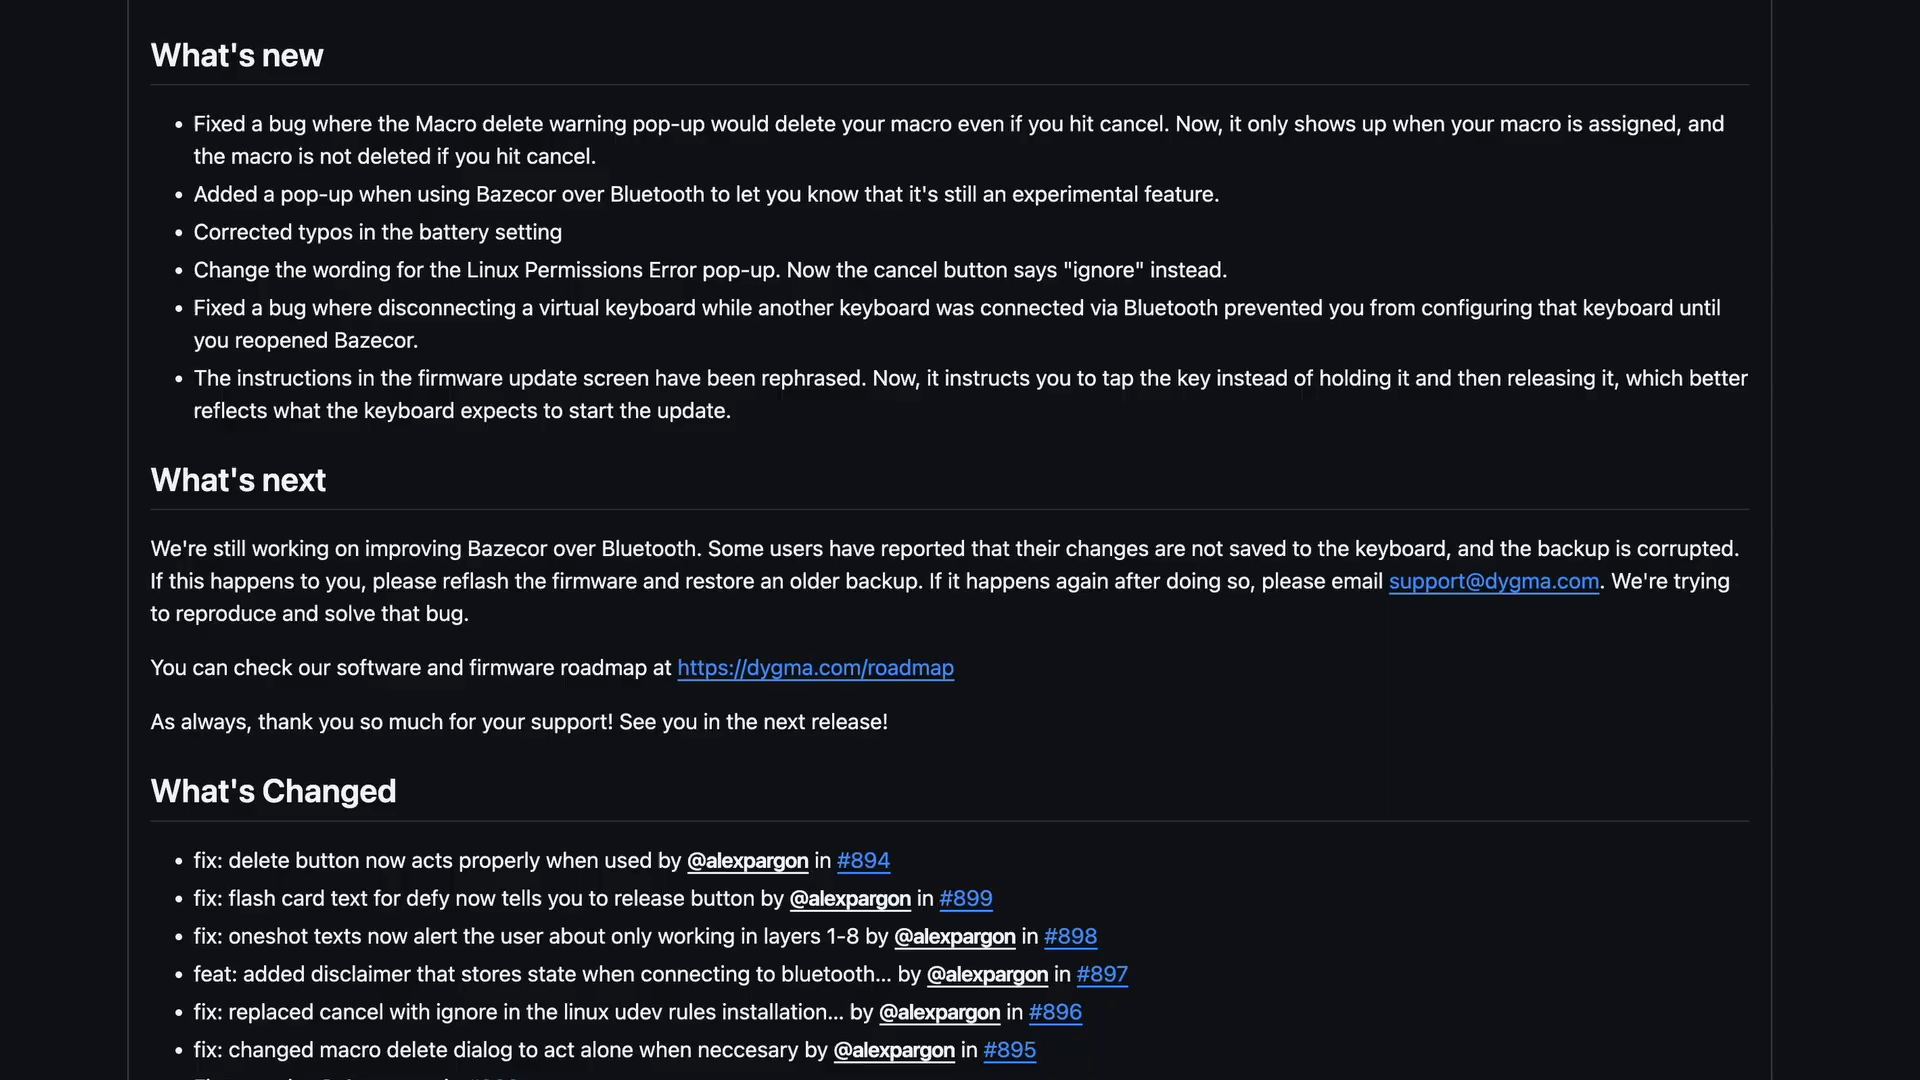 What's new
Fixed a bug where the Macro delete warning pop-up would delete your macro even if you hit cancel. Now, it only shows up when your macro is assigned, and
the macro is not deleted if you hit cancel.
Added a pop-up when using Bazecor over Bluetooth to let you know that it's still an experimental feature.
Corrected typos in the battery setting
Change the wording for the Linux Permissions Error pop-up. Now the cancel button says "ignore" instead.
Fixed a bug where disconnecting a virtual keyboard while another keyboard was connected via Bluetooth prevented you from configuring that keyboard until
you reopened Bazecor.
The instructions in the firmware update screen have been rephrased. Now, it instructs you to tap the key instead of holding it and then releasing it, which better
reflects what the keyboard expects to start the update.
What's next
We're still working on improving Bazecor over Bluetooth. Some users have reported that their changes are not saved to the keyboard, and the backup is corrupted.
If this happens to you, please reflash the firmware and restore an older backup. If it happens again after doing so, please email support@dygma.com. We're trying
to reproduce and solve that bug.
You can check our software and firmware roadmap at https://dygma.com/roadmap
As always, thank you so much for your support! See you in the next release!
What's Changed
fix: delete button now acts properly when used by @alexpargon in #894
fix: flash card text for defy now tells you to release button by @alexpargon in #899
fix: oneshot texts now alert the user about only working in layers 1-8 by @alexpargon in #898
feat: added disclaimer that stores state when connecting to bluetooth... by @alexpargon in #897
fix: replaced cancel with ignore in the linux udev rules installation... by @alexpargon in #896
fix: changed macro delete dialog to act alone when neccesary by @alexpargon in #895